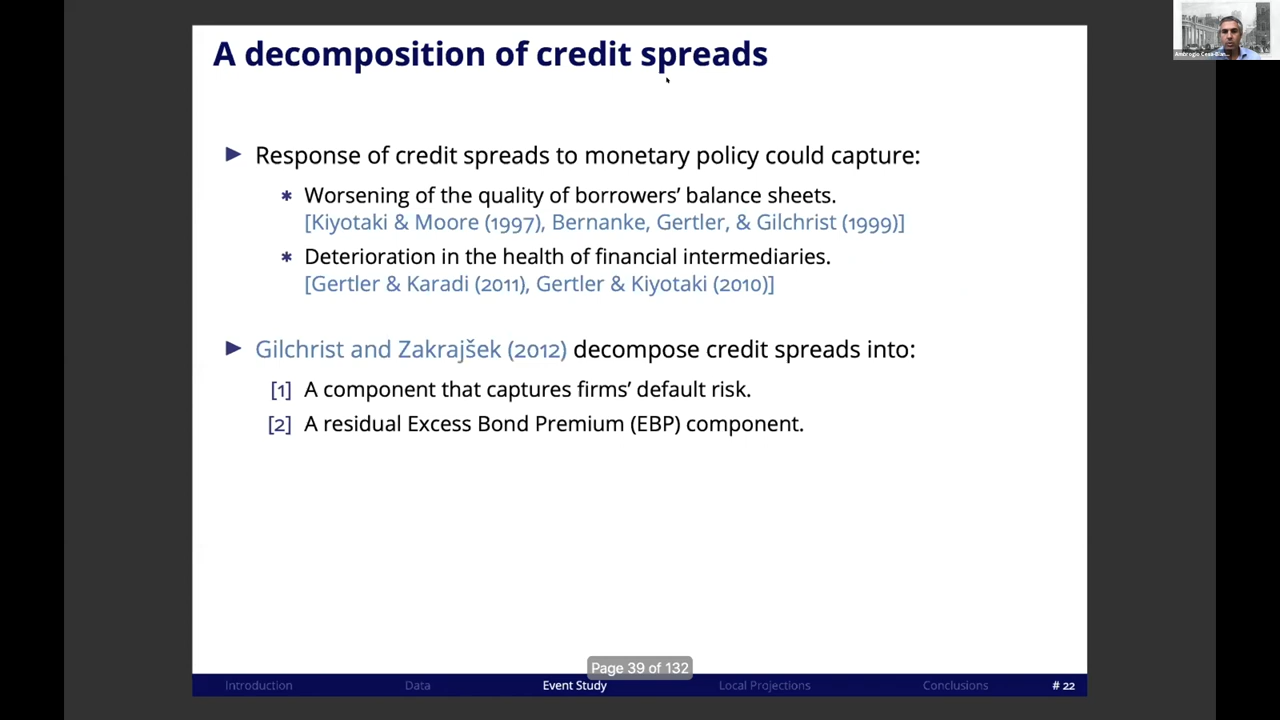 A decomposition of credit spreads
► Response of credit spreads to monetary policy could capture:
* Worsening of the quality of borrowers’ balance sheets.
[Kiyotaki & Moore (1997), Bernanke, Gertler, & Gilchrist (1999)]
* Deterioration in the health of financial intermediaries.
[Gertler & Karadi (2011), Gertler & Kiyotaki (2010)]
► Gilchrist and Zakrajšek (2012) decompose credit spreads into:
[1] A component that captures firms’ default risk.
[2] A residual Excess Bond Premium (EBP) component.
Page 39 of 132
Introduction Data Event Study Local Projections Conclusions # 22